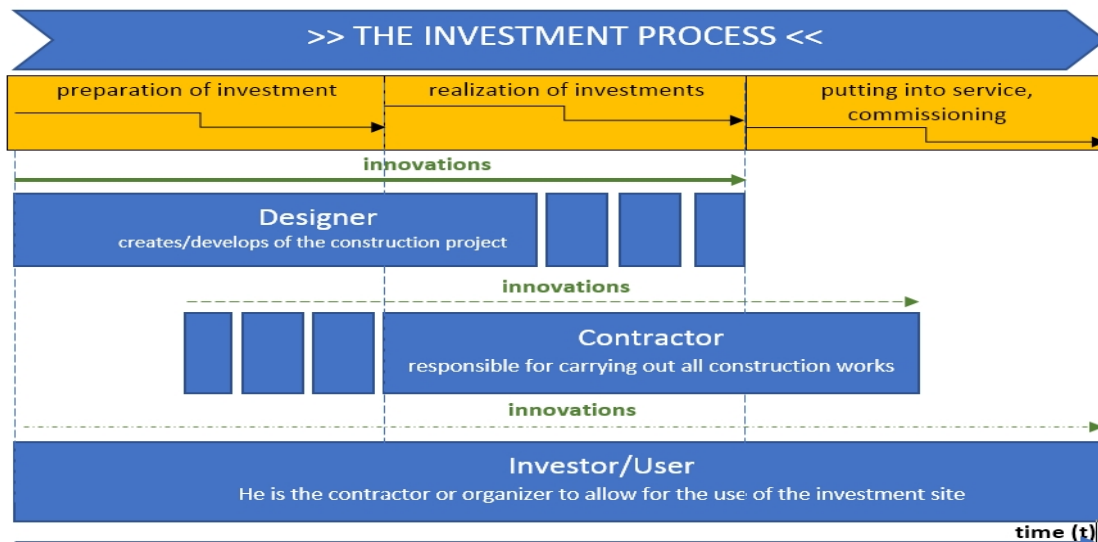 >> THE INVESTMENT PROCESS <<
preparation of investment
realization of investments
putting into service,
commissioning
innovations
Designer
creates/develops of the construction project
innovations
Contractor
responsible for carrying out all construction works
innovations
Investor/User
He is the contractor or organizer to allow for the use of the investment site
time (t)